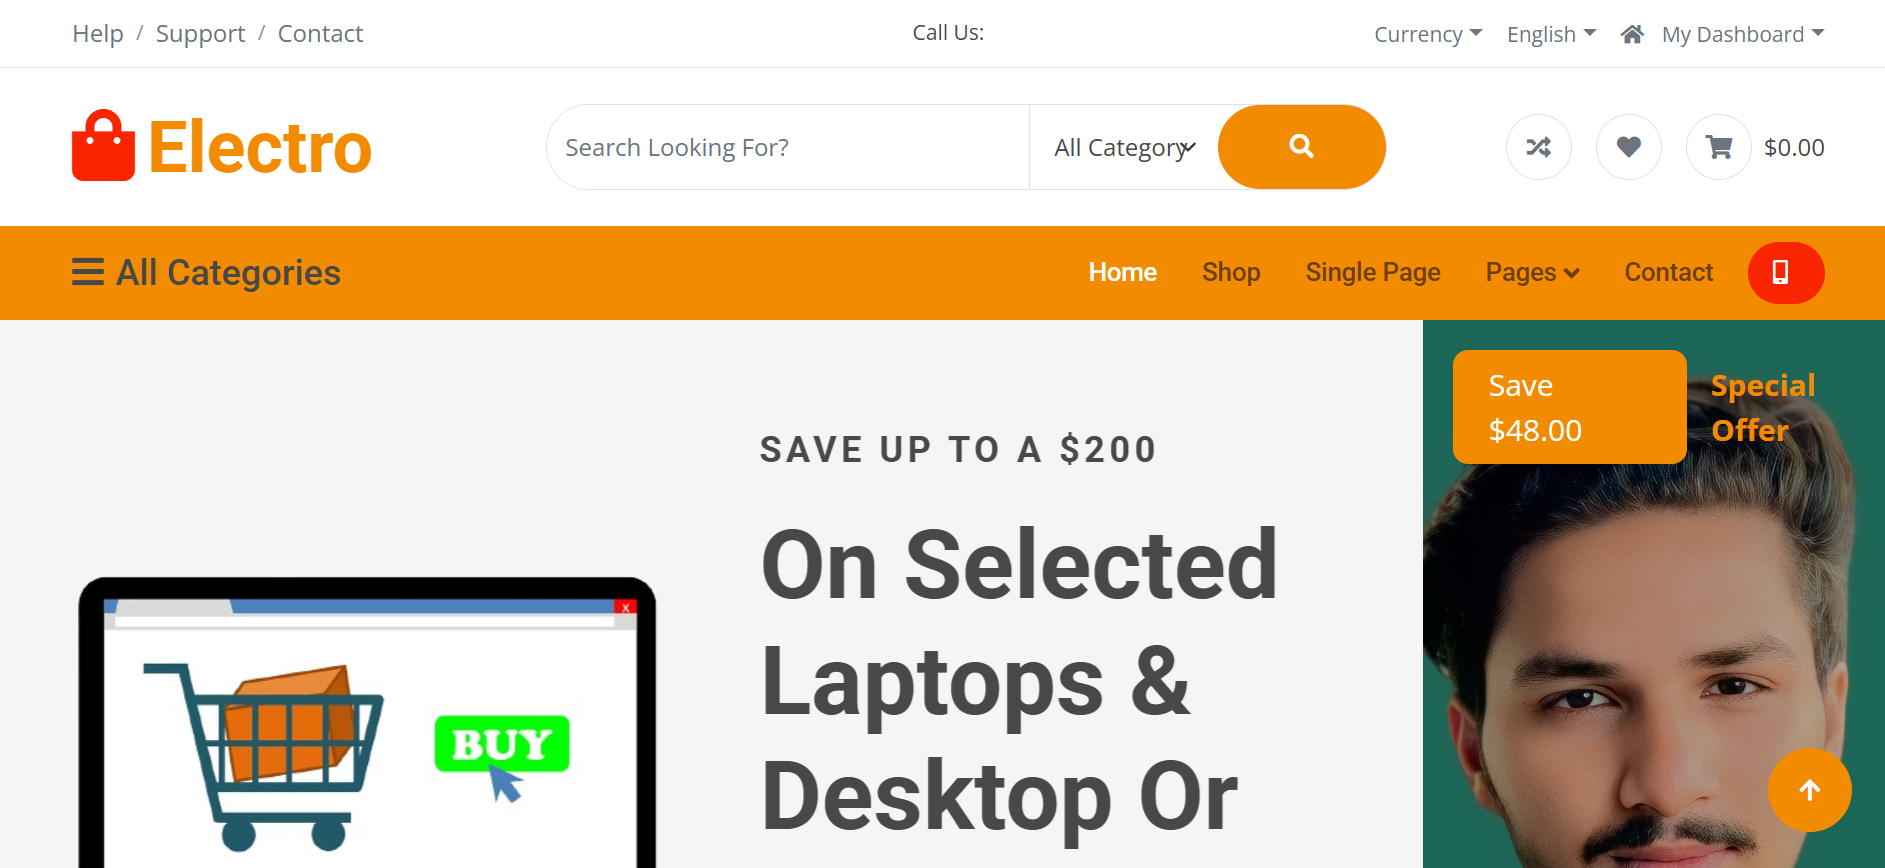 Help / Support / Contact
Call Us:
Currency English My Dashboard
Electro
Search Looking For?
All Category
$0.00
All Categories
Home Shop Single Page Pages Contact
SAVE UP TO A $200
On Selected
Laptops &
Desktop Or
X
BUY
Save
$48.00
Special
Offer